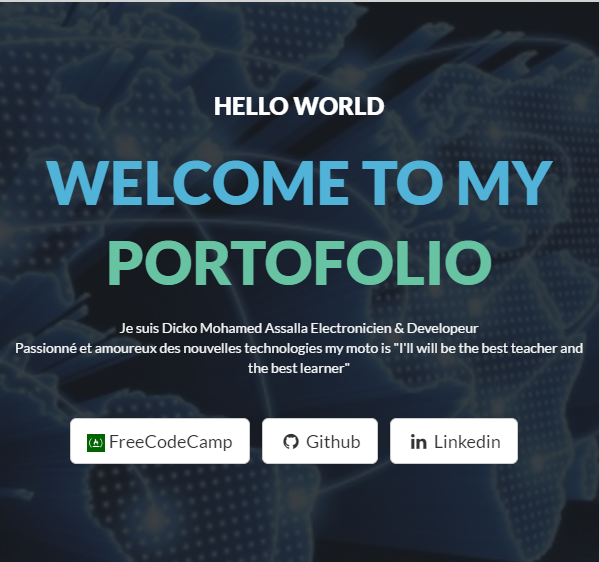 HELLO WORLD
WELCOME TO MY
PORTOFOLIO
Je suis Dicko Mohamed Assalla Electronicien & Developeur
Passionné et amoureux des nouvelles technologies my moto is "I'll will be the best teacher and
the best learner"
FreeCodeCamp Github Linkedin